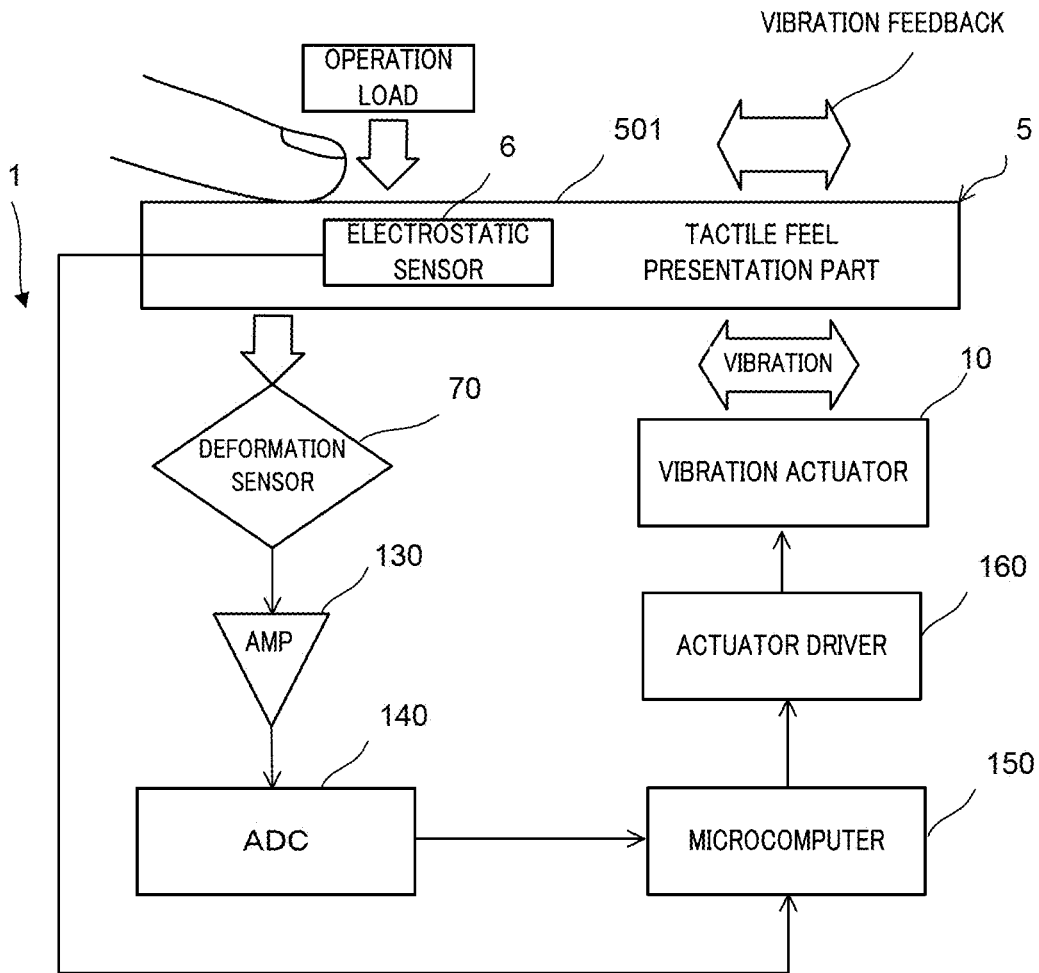 VIBRATION FEEDBACK
OPERATION
LOAD
6
501
5
1
ELECTROSTATIC
SENSOR
TACTILE FEEL
PRESENTATION PART
VIBRATION
10
70
DEFORMATION
SENSOR
VIBRATION ACTUATOR
130
160
AMP
ACTUATOR DRIVER
140
150
ADC
MICROCOMPUTER